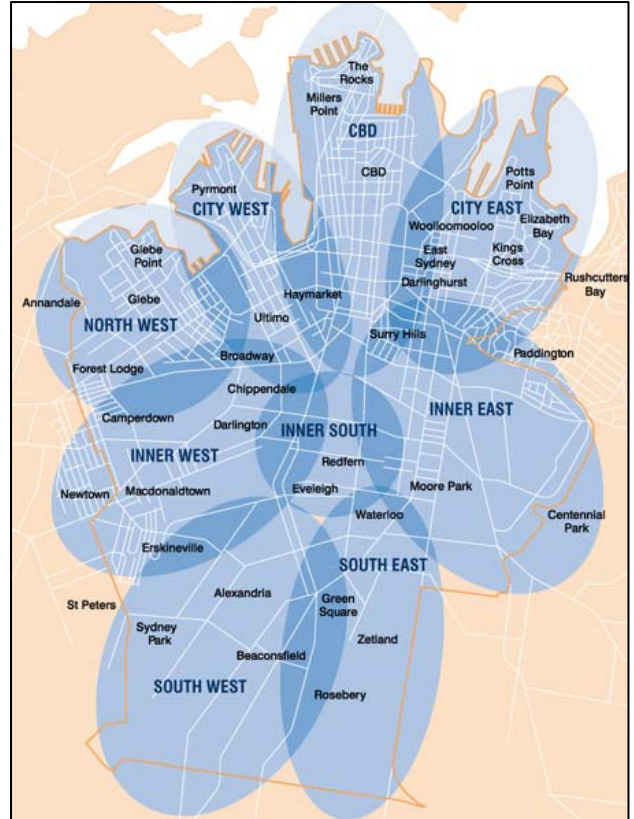 The
Rocks
Millers
Point
CBD
CBD
Pyrmont
CITY WEST
Potts
Point
CITY EAST
Elizabeth
Bay
Woolloomooloo
East
Sydney
Kings
Cross
Glebe
Point
Glebe
Annandale
Darlinghurst
Rushcutters
Bay
Haymarket
NORTH WEST
Ultimo
Surry Hills
Broadway
Paddington
Forest Lodge
Chippendale
Camperdown
Darlington
INNER SOUTH
INNER EAST
INNER WEST
Redfern
Newtown
Macdonaldtown
Eveleigh
Moore Park
Waterloo
Centennial
Park
Erskineville
SOUTH EAST
St Peters
Alexandria
Green
Square
Sydney
Park
Zetland
Beaconsfield
SOUTH WEST
Rosebery